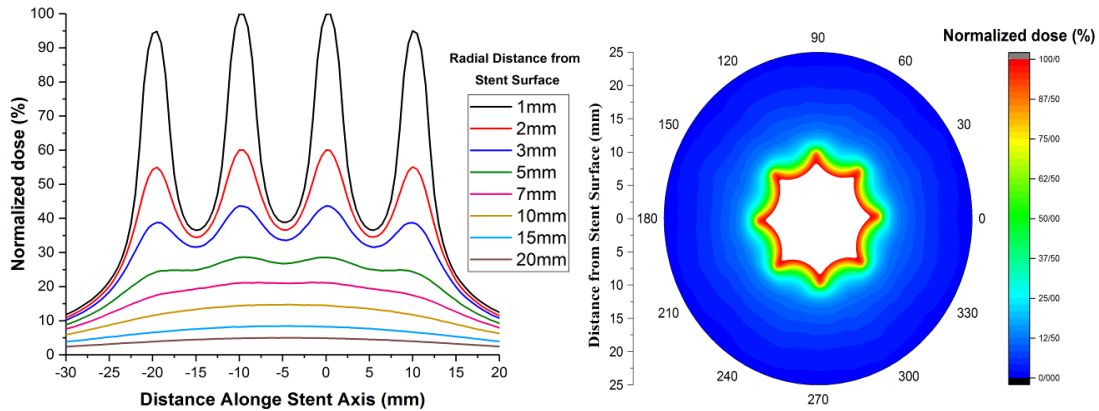 100
90
80
70
60
50
40
30
20
10
0
Normalized dose (%)
-30 -25 -20 -15 -10 -5 0 5 10 15 20
Distance Alonge Stent Axis (mm)
Radial Distance from
Stent Surface
1mm
2mm
3mm
5mm
7mm
10mm
15mm
20mm
Distance from Stent Surface (mm)
25
20
15
10
5
0
5
10
15
20
25
0
30
60
90
120
150
180
210
240
270
300
330
Normalized dose (%)
100/0
87/50
75/00
62/50
50/00
37/50
25/00
12/50
0/000